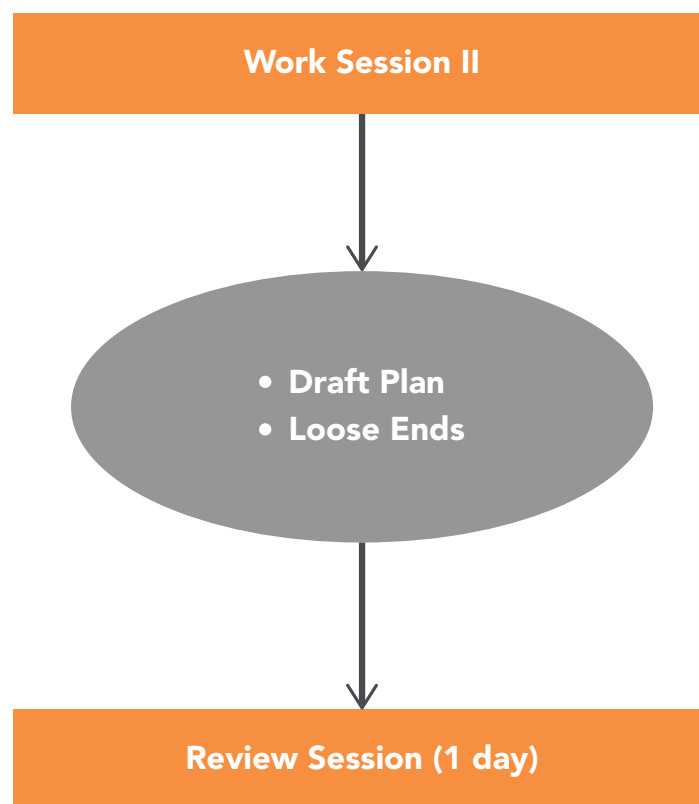 Work Session II
• Draft Plan
• Loose Ends
Review Session (1 day)